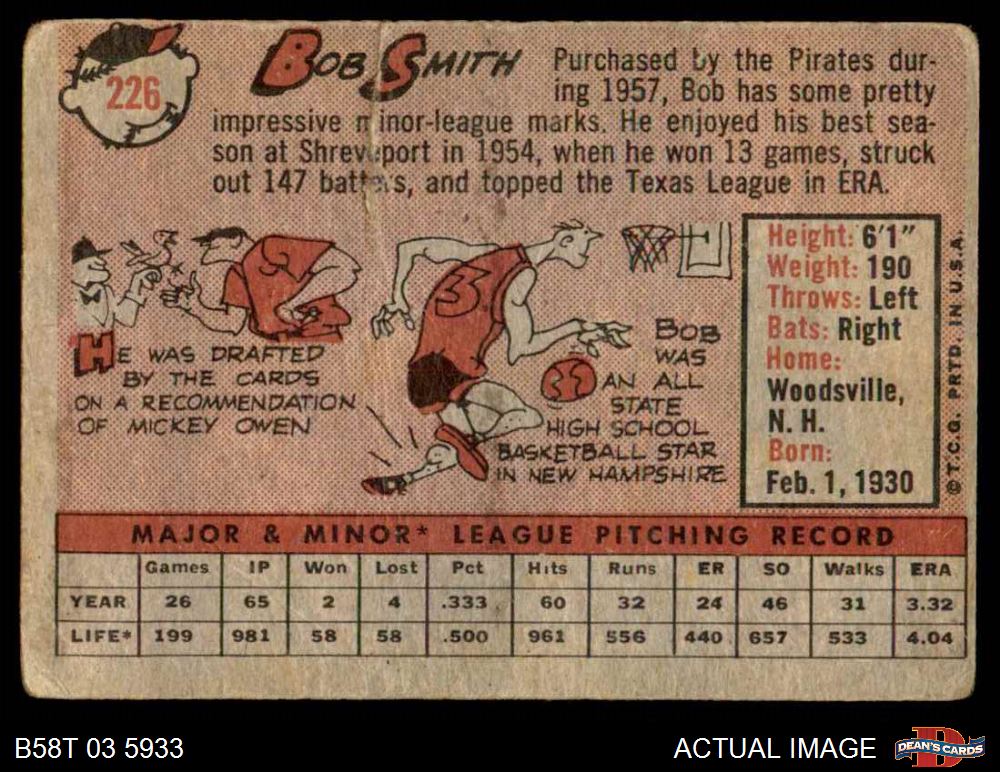 226
BOB SMITH
Purchased by the Pirates dur-
ing 1957, Bob has some pretty
impressive minor-league marks. He enjoyed his best sea-
son at Shreveport in 1954, when he won 13 games, struck
out 147 batters, and topped the Texas League in ERA.
HE WAS DRAFTED
BY THE CARDS
ON A RECOMMENDATION
OF MICKEY OWEN
BOB
WAS
AN ALL
STATE
HIGH SCHOOL
BASKETBALL STAR
IN NEW HAMPSHIRE
Height: 6'1"
Weight: 190
Throws: Left
Bats: Right
Home:
Woodsville,
N. H.
Born:
Feb. 1, 1930
© T.C.G. PRTD. IN U.S.A.
MAJOR & MINOR* LEAGUE PITCHING RECORD
Games IP Won Lost Pct Hits Runs ER SO Walks ERA
YEAR 26 65 2 4 .333 60 32 24 46 31 3.32
LIFE* 199 981 58 58 .500 961 556 440 657 533 4.04
B58T 03 5933
ACTUAL IMAGE
D
DEAN'S CARDS